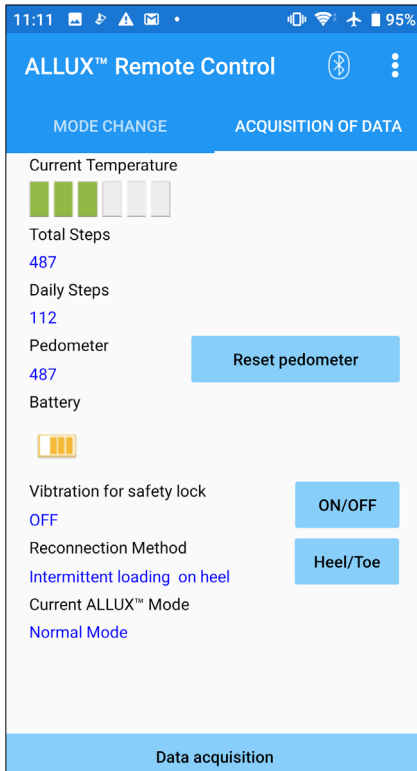 11:11 95%
ALLUX™ Remote Control
MODE CHANGE ACQUISITION OF DATA
Current Temperature
Total Steps
487
Daily Steps
112
Pedometer
Reset pedometer
487
Battery
Vibtration for safety lock
ON/OFF
OFF
Reconnection Method
Heel/Toe
Intermittent loading on heel
Current ALLUX™ Mode
Normal Mode
Data acquisition